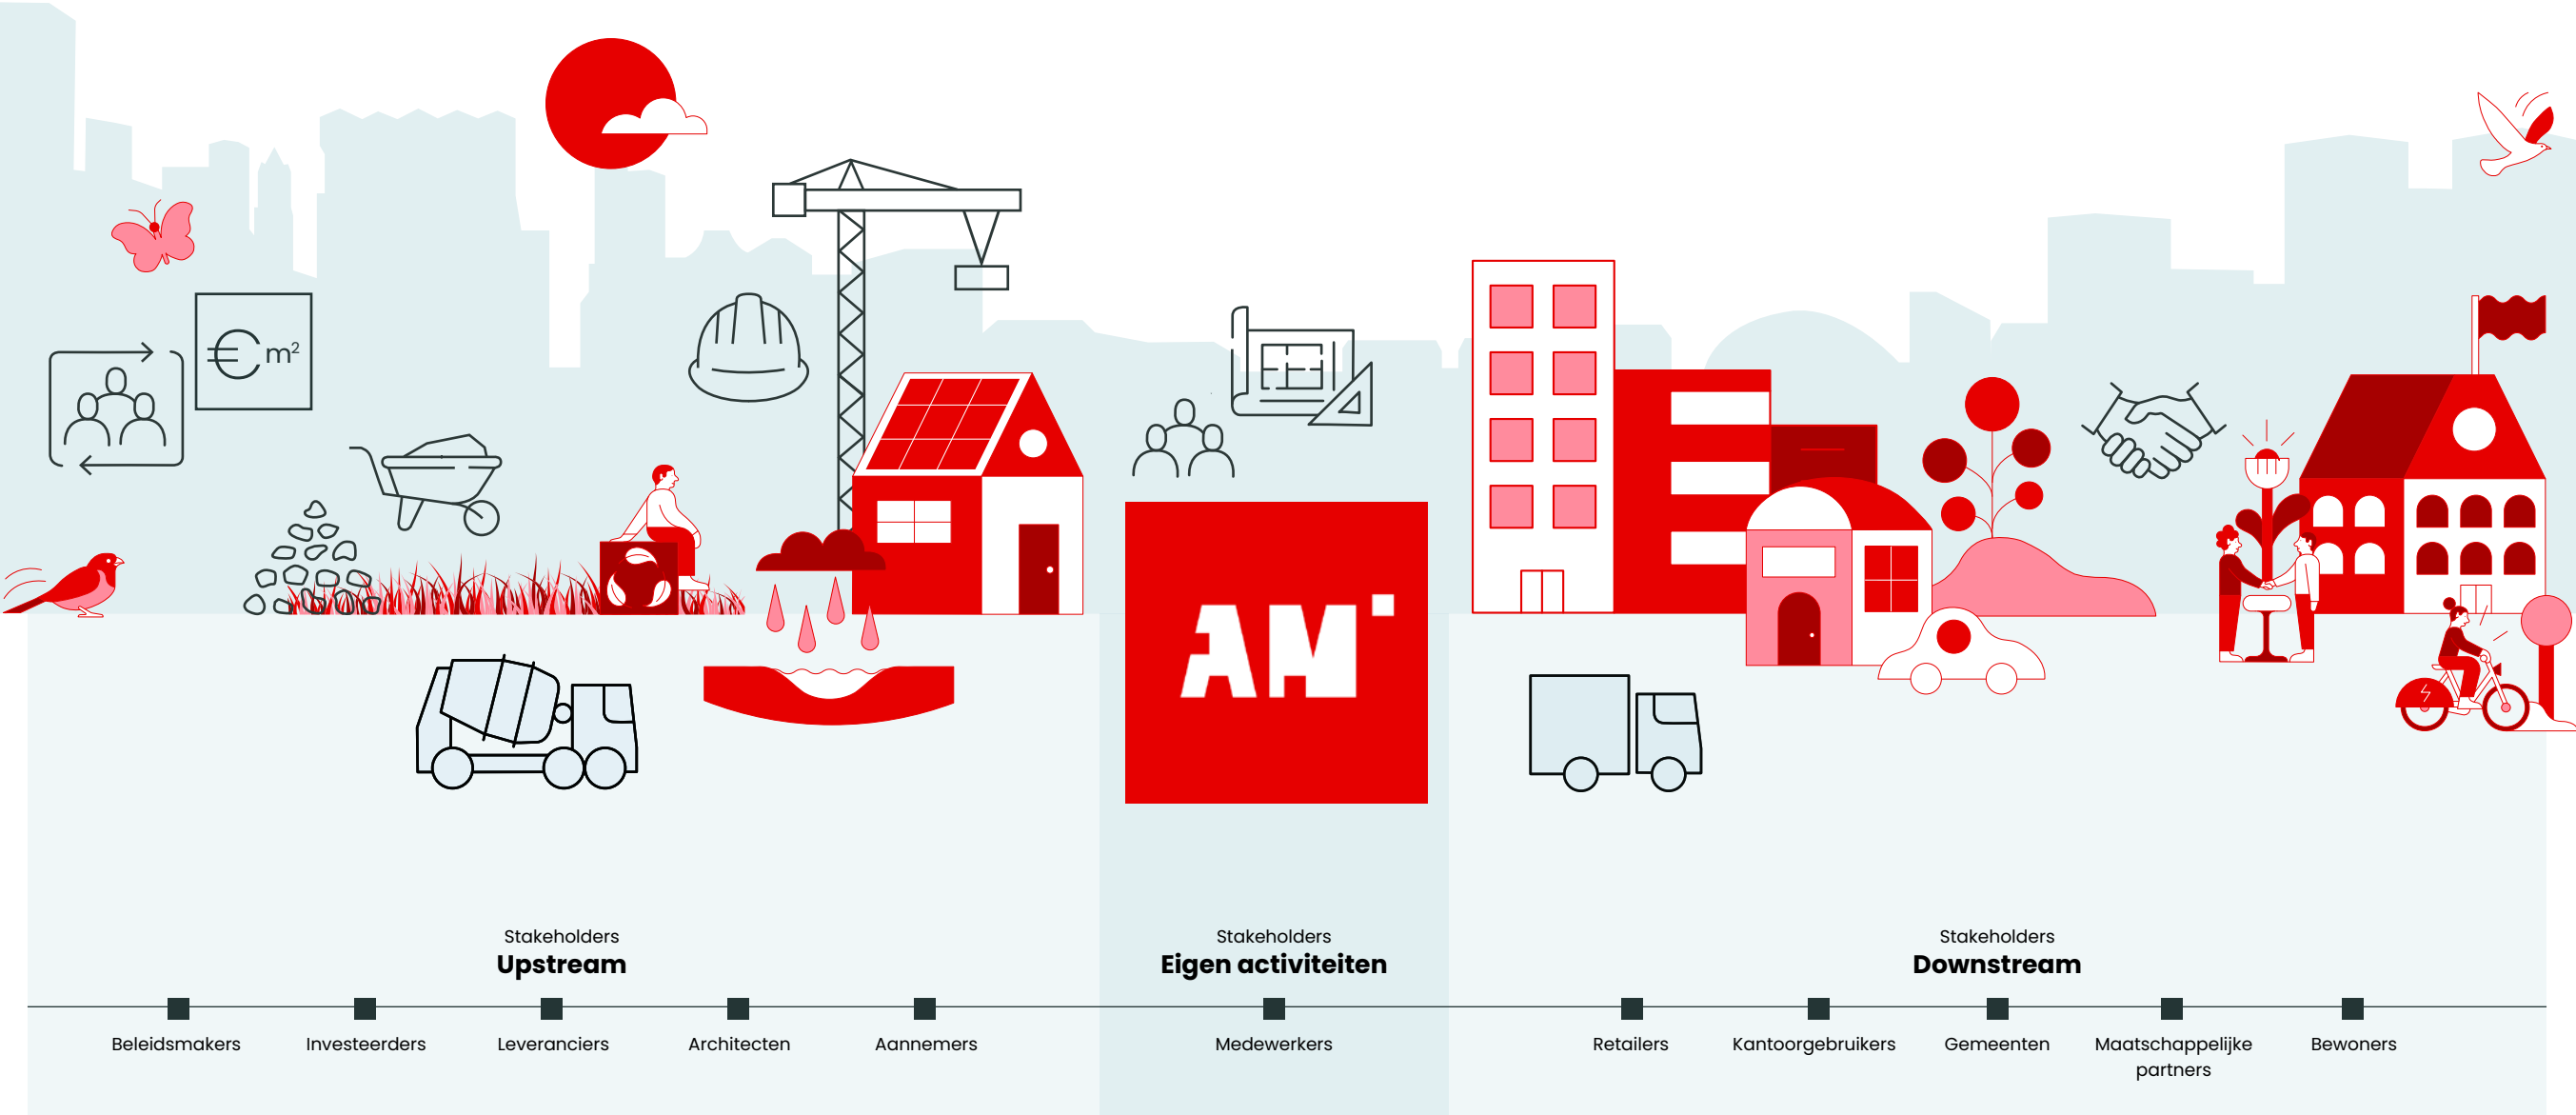 € m²
AM
Stakeholders
Upstream
Stakeholders
Eigen activiteiten
Stakeholders
Downstream
Beleidsmakers
Investeerders
Leveranciers
Architecten
Aannemers
Medewerkers
Retailers
Kantoorgebruikers
Gemeenten
Maatschappelijke
partners
Bewoners